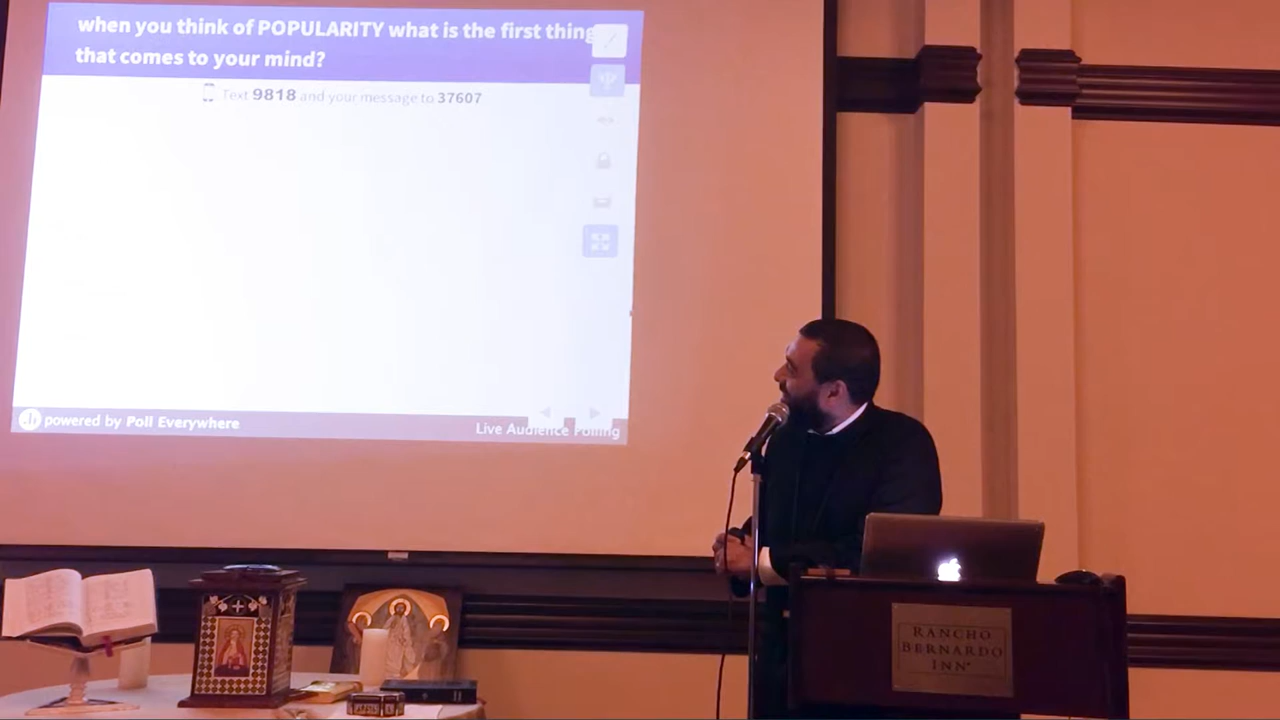 when you think of POPULARITY what is the first thing
that comes to your mind?
Text 9818 and your message to 37607
powered by Poll Everywhere
Live Audience Polling
RANCHO
BERNARDO
INN